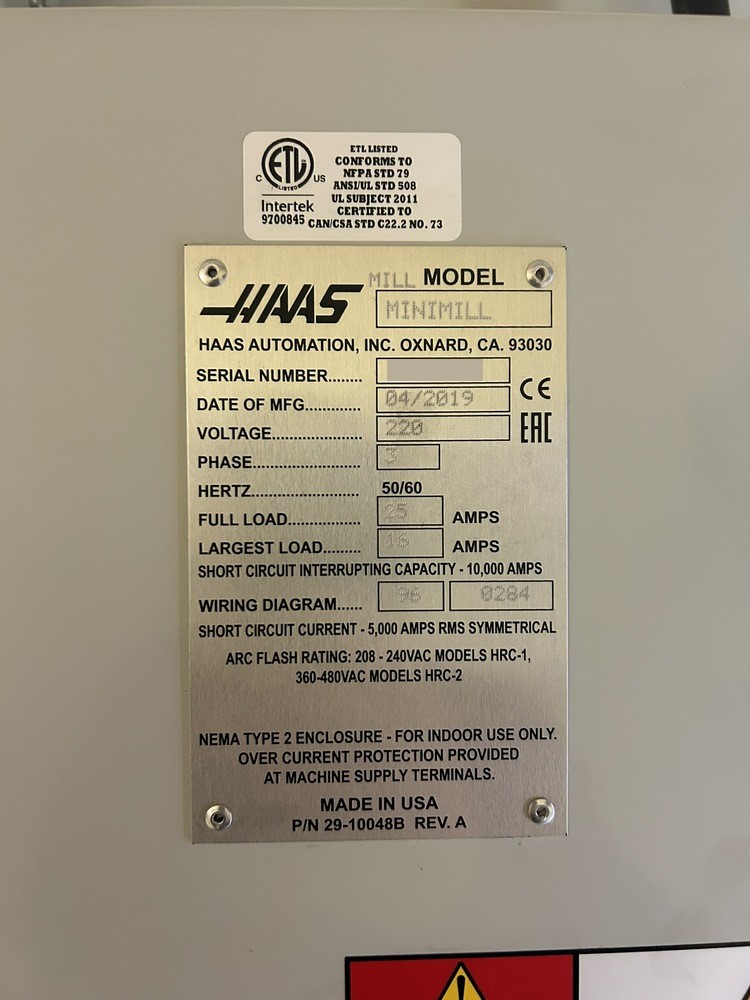 ETL LISTED
CONFORMS TO
NFPA STD 79
ANSI/UL STD 508
UL SUBJECT 2011
CERTIFIED TO
CAN/CSA STD C22.2 NO. 73
C ETL US
LISTED
Intertek
9700845
MILL MODEL
HAAS MINIMILL
HAAS AUTOMATION, INC. OXNARD, CA. 93030
SERIAL NUMBER........
DATE OF MFG............. 04/2019
VOLTAGE..................... 220
PHASE......................... 3
HERTZ......................... 50/60
FULL LOAD................. 25 AMPS
LARGEST LOAD......... 16 AMPS
CE
EAC
SHORT CIRCUIT INTERRUPTING CAPACITY - 10,000 AMPS
WIRING DIAGRAM...... 96 0284
SHORT CIRCUIT CURRENT - 5,000 AMPS RMS SYMMETRICAL
ARC FLASH RATING: 208 - 240VAC MODELS HRC-1,
360-480VAC MODELS HRC-2
NEMA TYPE 2 ENCLOSURE - FOR INDOOR USE ONLY.
OVER CURRENT PROTECTION PROVIDED
AT MACHINE SUPPLY TERMINALS.
MADE IN USA
P/N 29-10048B REV. A